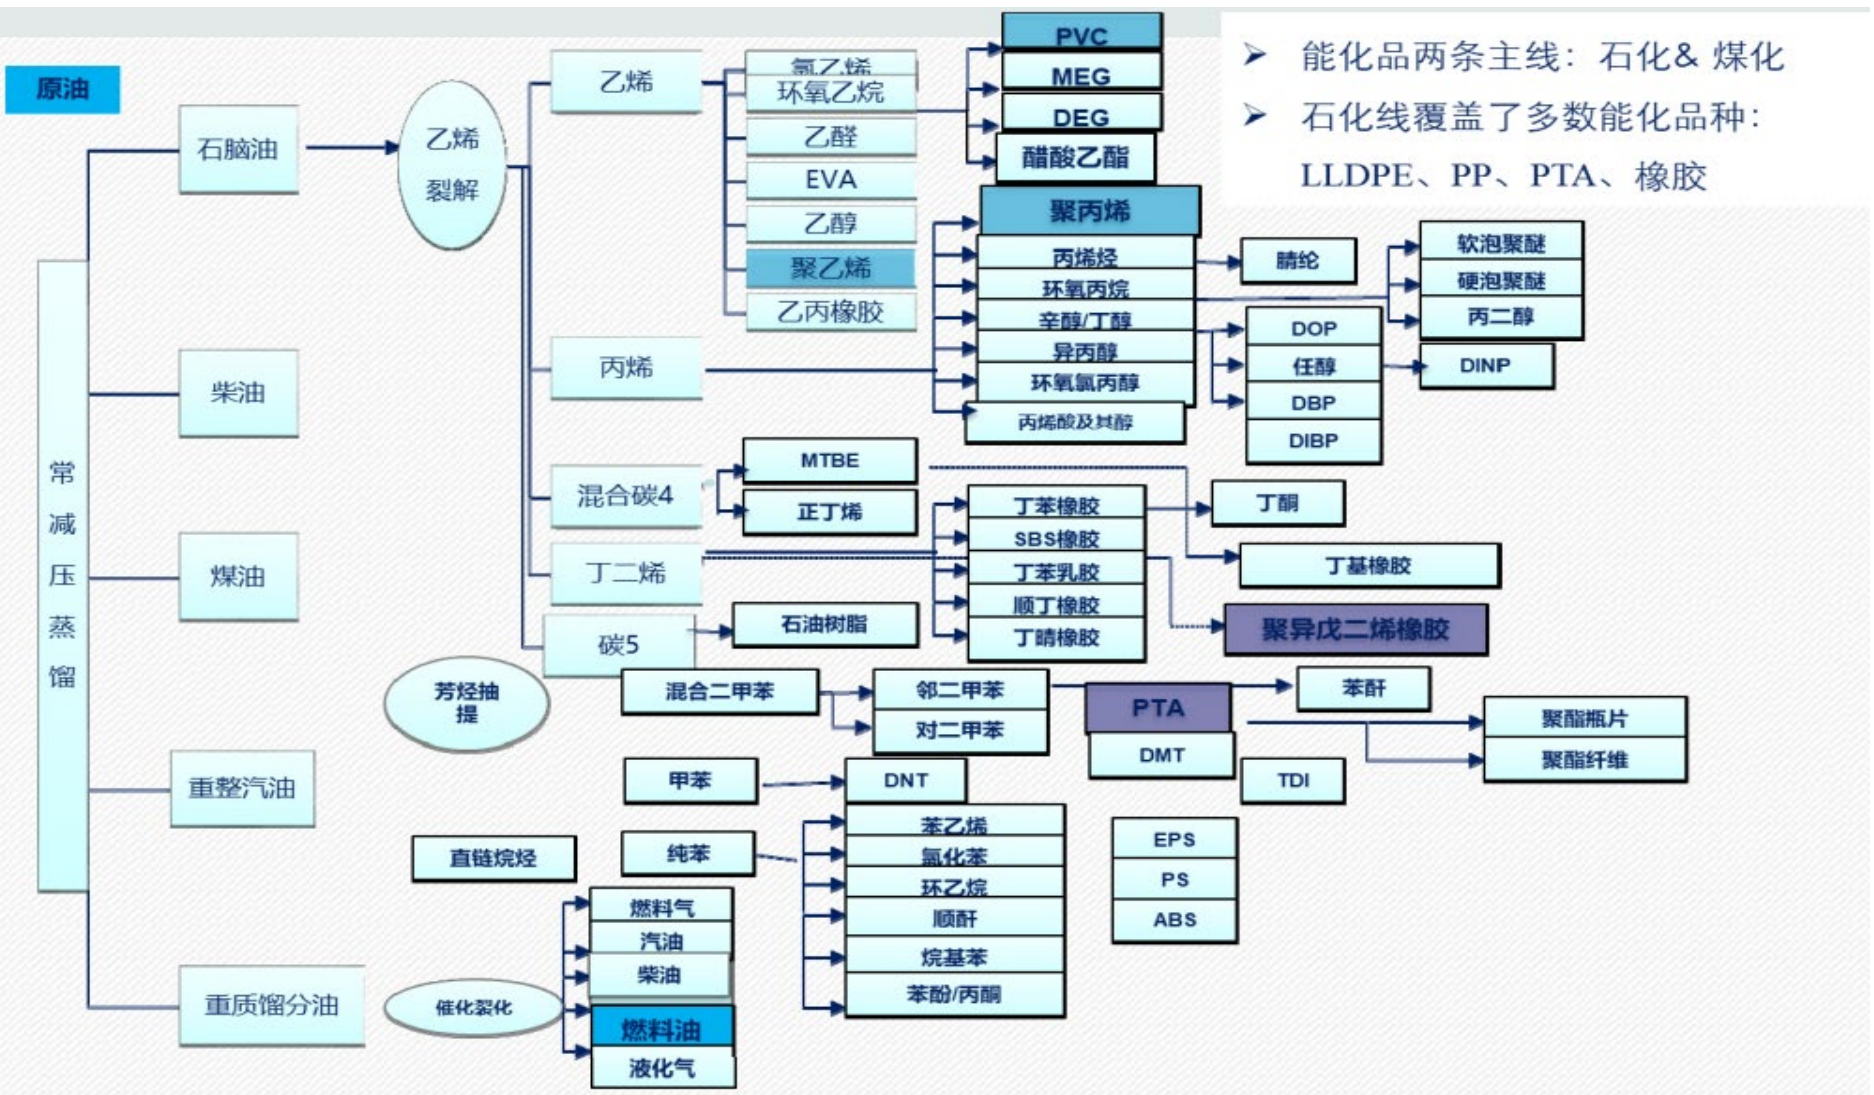 原油
PVC
MEG
DEG
醋酸乙酯
➢ 能化品两条主线：石化& 煤化
➢ 石化线覆盖了多数能化品种：
LLDPE、PP、PTA、橡胶
石脑油
乙烯
裂解
乙烯
氯乙烯
环氧乙烷
乙醛
EVA
乙醇
聚乙烯
乙丙橡胶
聚丙烯
丙烯烃
环氧丙烷
辛醇/丁醇
异丙醇
环氧氯丙醇
丙烯酸及其醇
腈纶
软泡聚醚
硬泡聚醚
丙二醇
DOP
任醇
DBP
DIBP
DINP
丙烯
常
减
压
蒸
馏
柴油
混合碳4
MTBE
正丁烯
丁苯橡胶
SBS橡胶
丁苯乳胶
顺丁橡胶
丁晴橡胶
丁酮
丁基橡胶
聚异戊二烯橡胶
煤油
丁二烯
碳5
石油树脂
芳烃抽
提
混合二甲苯
邻二甲苯
对二甲苯
PTA
DMT
苯酐
聚酯瓶片
聚酯纤维
重整汽油
甲苯
DNT
TDI
直链烷烃
纯苯
苯乙烯
氯化苯
环乙烷
顺酐
烷基苯
苯酚/丙酮
EPS
PS
ABS
重质馏分油
催化裂化
燃料气
汽油
柴油
燃料油
液化气